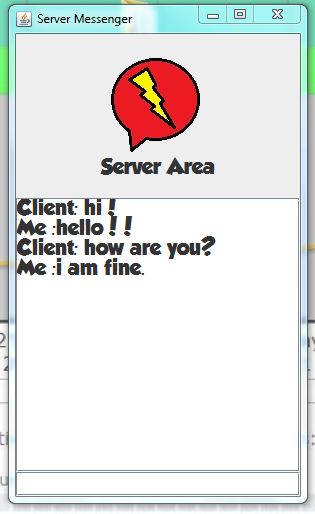 Server Messenger
Server Area
Client: hi !
Me :hello ! !
Client: how are you?
Me :i am fine.